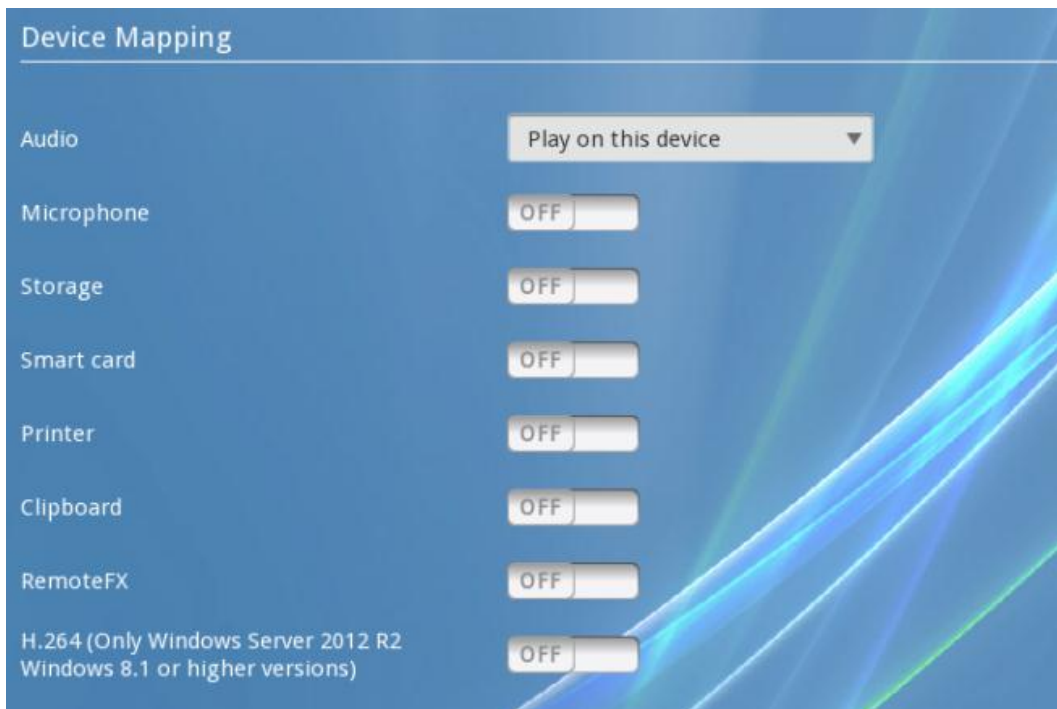 Device Mapping
Audio
Play on this device
Microphone
OFF
Storage
OFF
Smart card
OFF
Printer
OFF
Clipboard
OFF
RemoteFX
OFF
H.264 (Only Windows Server 2012 R2
Windows 8.1 or higher versions)
OFF